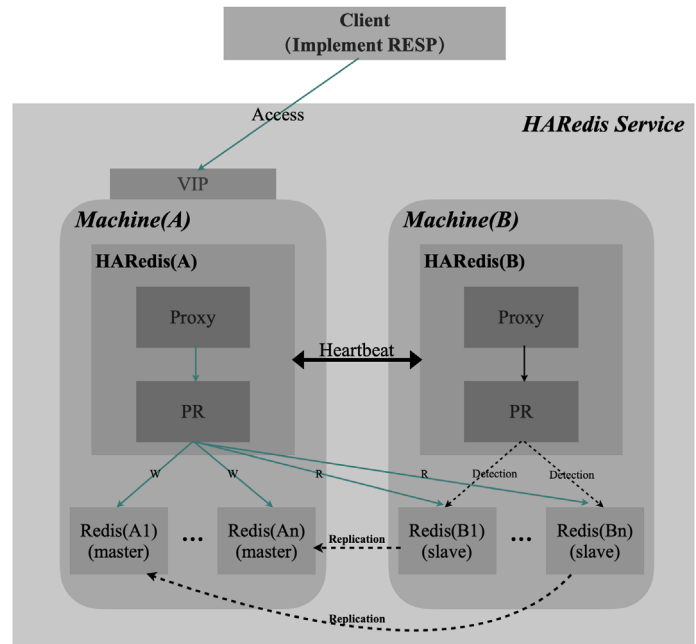 Client
（Implement RESP）
Access
HARedis Service
VIP
Machine(A)
Machine(B)
HARedis(A)
HARedis(B)
Proxy
Proxy
Heartbeat
PR
PR
W
W
R
R
Detection
Detection
Redis(A1)
(master)
...
Redis(An)
(master)
Replication
Redis(B1)
(slave)
...
Redis(Bn)
(slave)
Replication